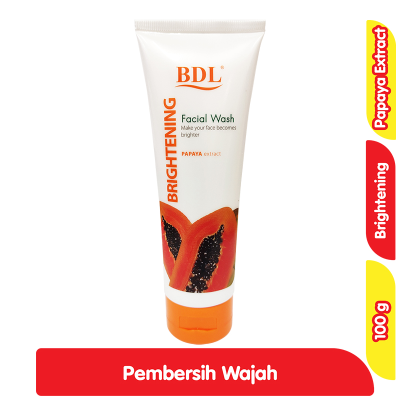 BDL®
BRIGHTENING
Facial Wash
Make your face becomes
brighter
PAPAYA extract
Papaya Extract
Brightening
100 g
Pembersih Wajah